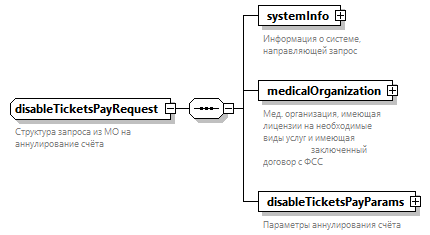 systemInfo
Информация о системе,
направляющей запрос
medicalOrganization
Мед. организация, имеющая
лицензии на необходимые
виды услуг и имеющая
заключенный
договор с ФСС
disableTicketsPayRequest
Структура запроса из МО на
аннулирование счёта
disableTicketsPayParams
Параметры аннулирования счёта